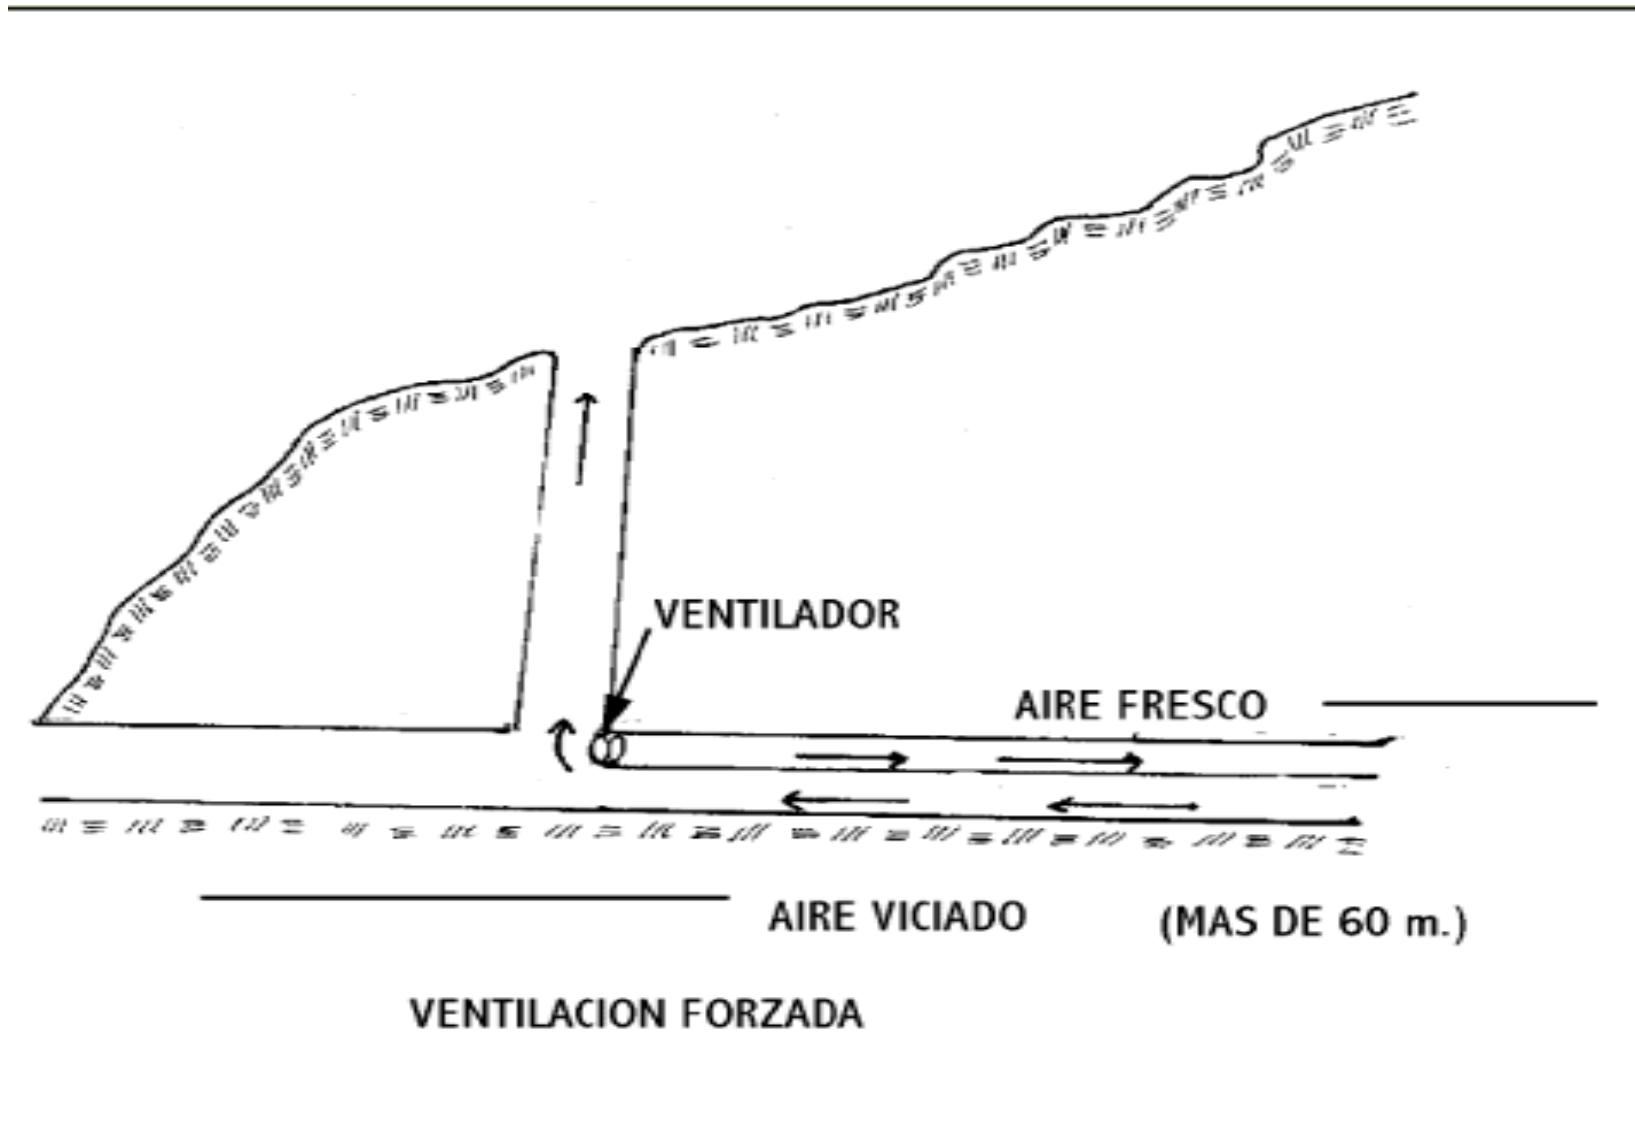 VENTILADOR
AIRE FRESCO
AIRE VICIADO
(MAS DE 60 m.)
VENTILACION FORZADA